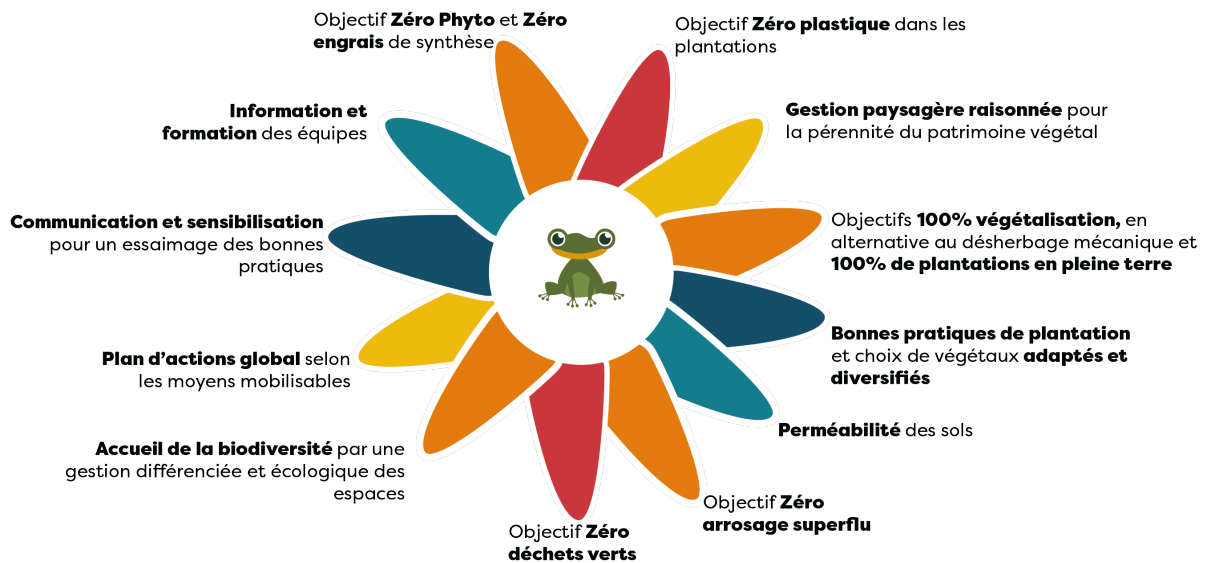 Objectif Zéro Phyto et Zéro
engrais de synthèse
Objectif Zéro plastique dans les
plantations
Gestion paysagère raisonnée pour
la pérennité du patrimoine végétal
Objectifs 100% végétalisation, en
alternative au désherbage mécanique et
100% de plantations en pleine terre
Bonnes pratiques de plantation
et choix de végétaux adaptés et
diversifiés
Perméabilité des sols
Objectif Zéro
arrosage superflu
Objectif Zéro
déchets verts
Accueil de la biodiversité par une
gestion différenciée et écologique des
espaces
Plan d’actions global selon
les moyens mobilisables
Communication et sensibilisation
pour un essaimage des bonnes
pratiques
Information et
formation des équipes